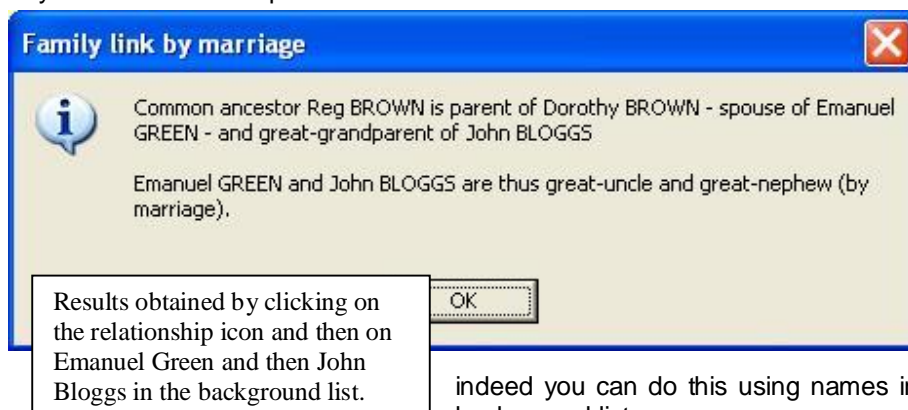 Family link by marriage
Common ancestor Reg BROWN is parent of Dorothy BROWN - spouse of Emanuel
GREEN - and great-grandparent of John BLOGGS
Emanuel GREEN and John BLOGGS are thus great-uncle and great-nephew (by
marriage).
OK
Results obtained by clicking on
the relationship icon and then on
Emanuel Green and then John
Bloggs in the background list.
indeed you can do this using names